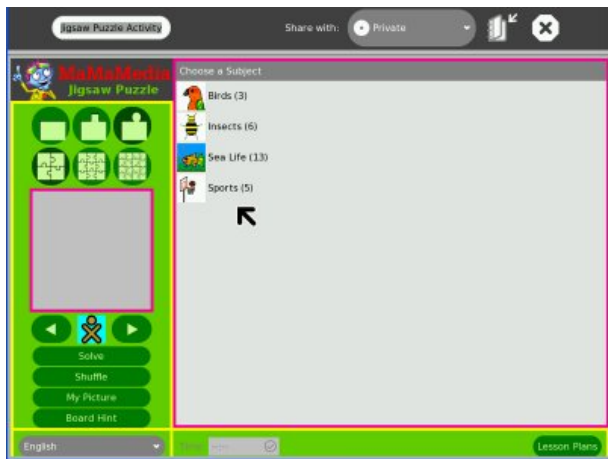 Jigsaw Puzzle Activity
Share with: Private
MaMaMedia
Jigsaw Puzzle
Choose a Subject
Birds (3)
Insects (6)
Sea Life (13)
Sports (5)
Solve
Shuffle
My Picture
Board Hint
English
Time
Lesson Plans